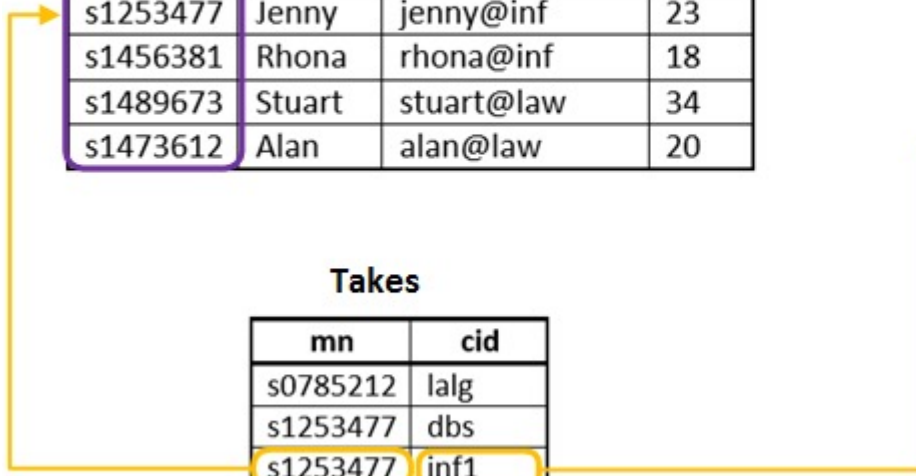 s1253477 Jenny jenny@inf 23
s1456381 Rhona rhona@inf 18
s1489673 Stuart stuart@law 34
s1473612 Alan alan@law 20
Takes
mn cid
s0785212 lalg
s1253477 dbs
s1253477 inf1